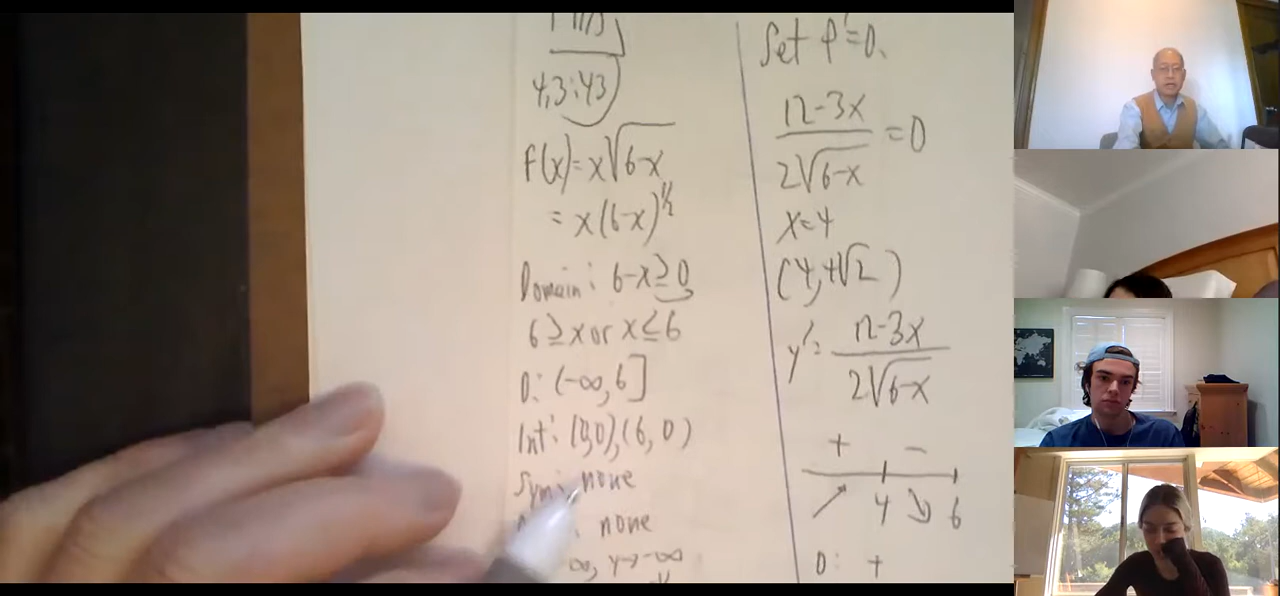 4.3: 43)
f(x)= x√6-x
= x(6-x)^1/2
Domain: 6-x≥0
6≥x or x≤6
D: (-∞, 6]
Int: (0,0), (6, 0)
Sym: none
none
∞, y→-∞
Set f'=0.
12-3x
2√6-x
=0
x=4
(4, 4√2)
y'=
12-3x
2√6-x
+ -
4 6
0: +